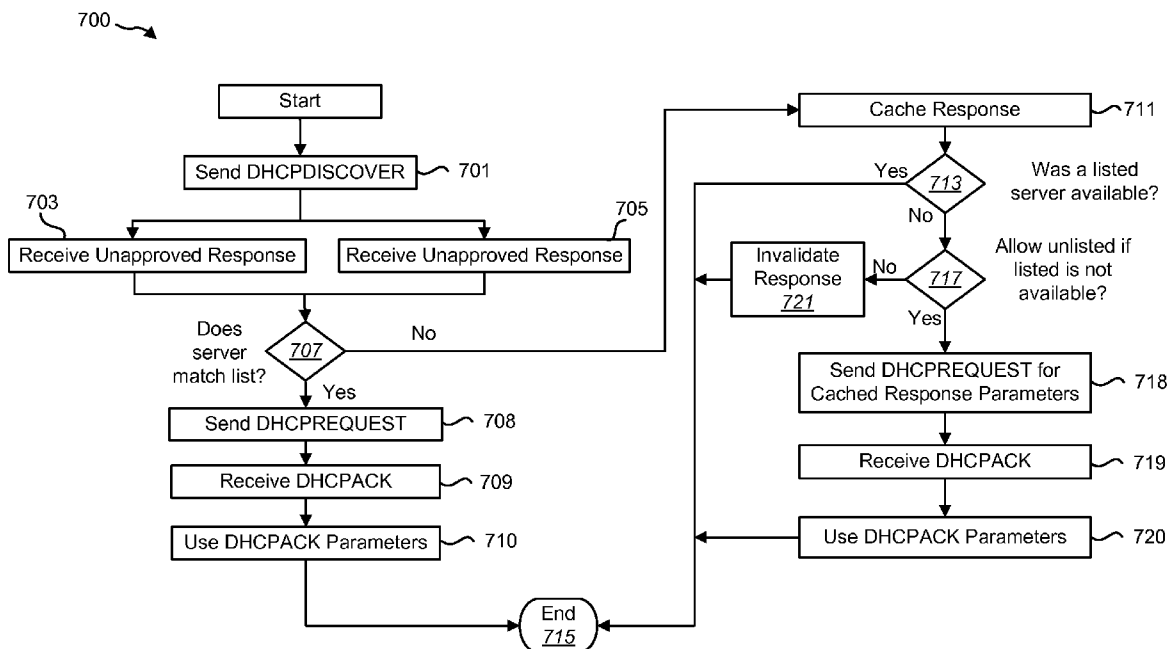 700
Start
Send DHCPDISCOVER
701
703
705
Receive Unapproved Response
Receive Unapproved Response
Does
server
match list?
707
No
Yes
Send DHCPREQUEST
708
Receive DHCPACK
709
Use DHCPACK Parameters
710
Cache Response
711
Yes
713
Was a listed
server available?
No
Invalidate
Response
721
No
717
Allow unlisted if
listed is not
available?
Yes
Send DHCPREQUEST for
Cached Response Parameters
718
Receive DHCPACK
719
Use DHCPACK Parameters
720
End
715